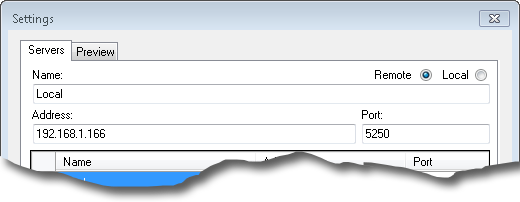 Settings
Servers Preview
Name: Remote Local
Local
Address: Port:
192.168.1.166 5250
Name Port